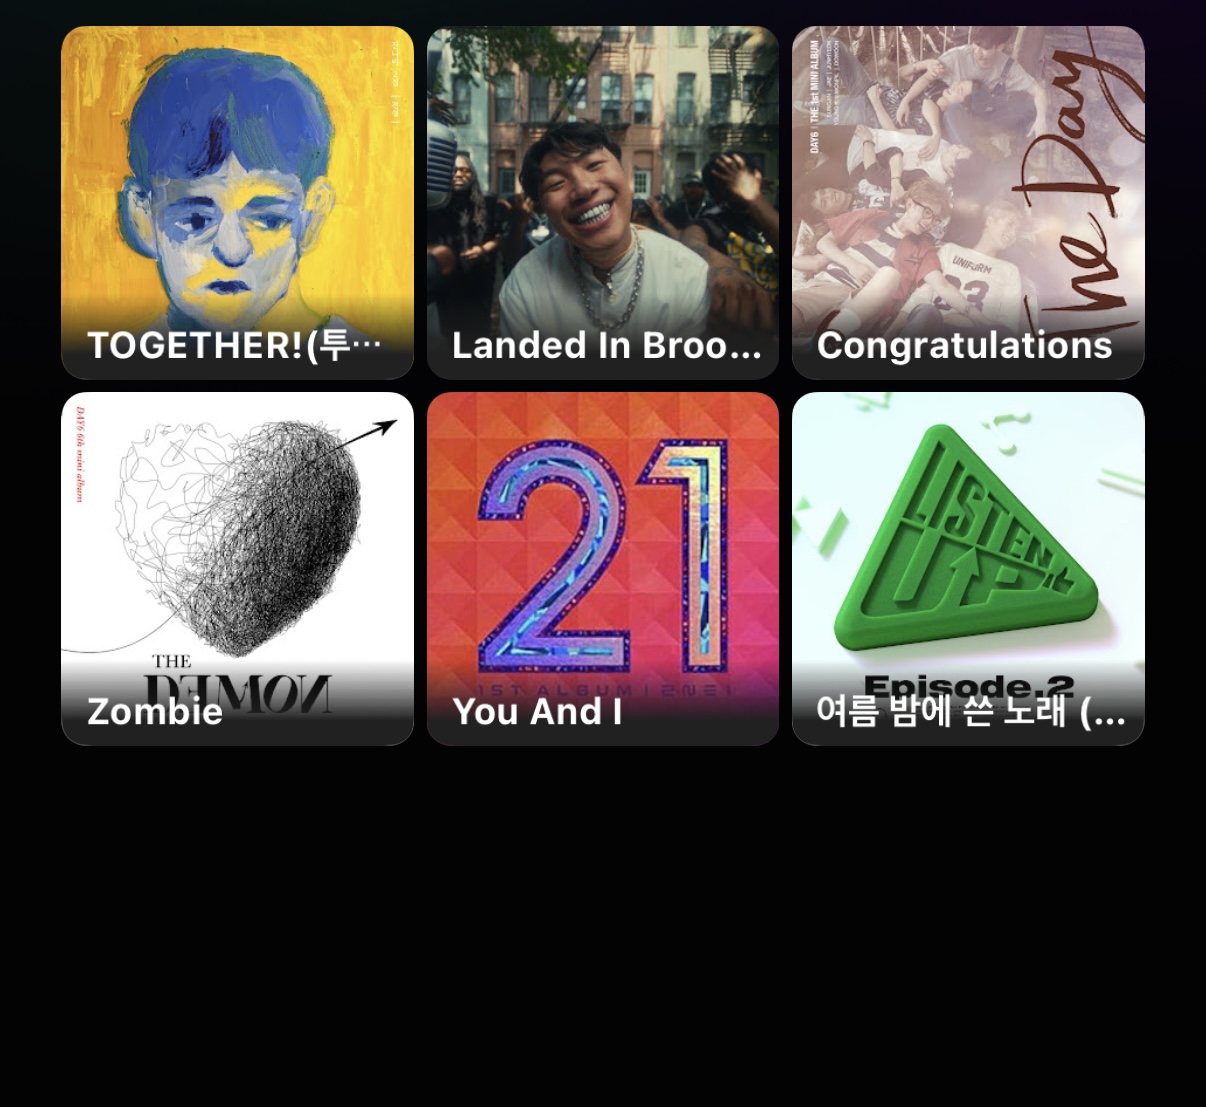 TOGETHER!(투…
Landed In Broo...
DAY6 | THE 1st MINI ALBUM
The Day
UNIFORM
23
Congratulations
DAY6 6th mini album
THE
DEMON
Zombie
21
1ST ALBUM | 2NE1
You And I
LISTEN
UP
Episode.2
여름 밤에 쓴 노래 (...